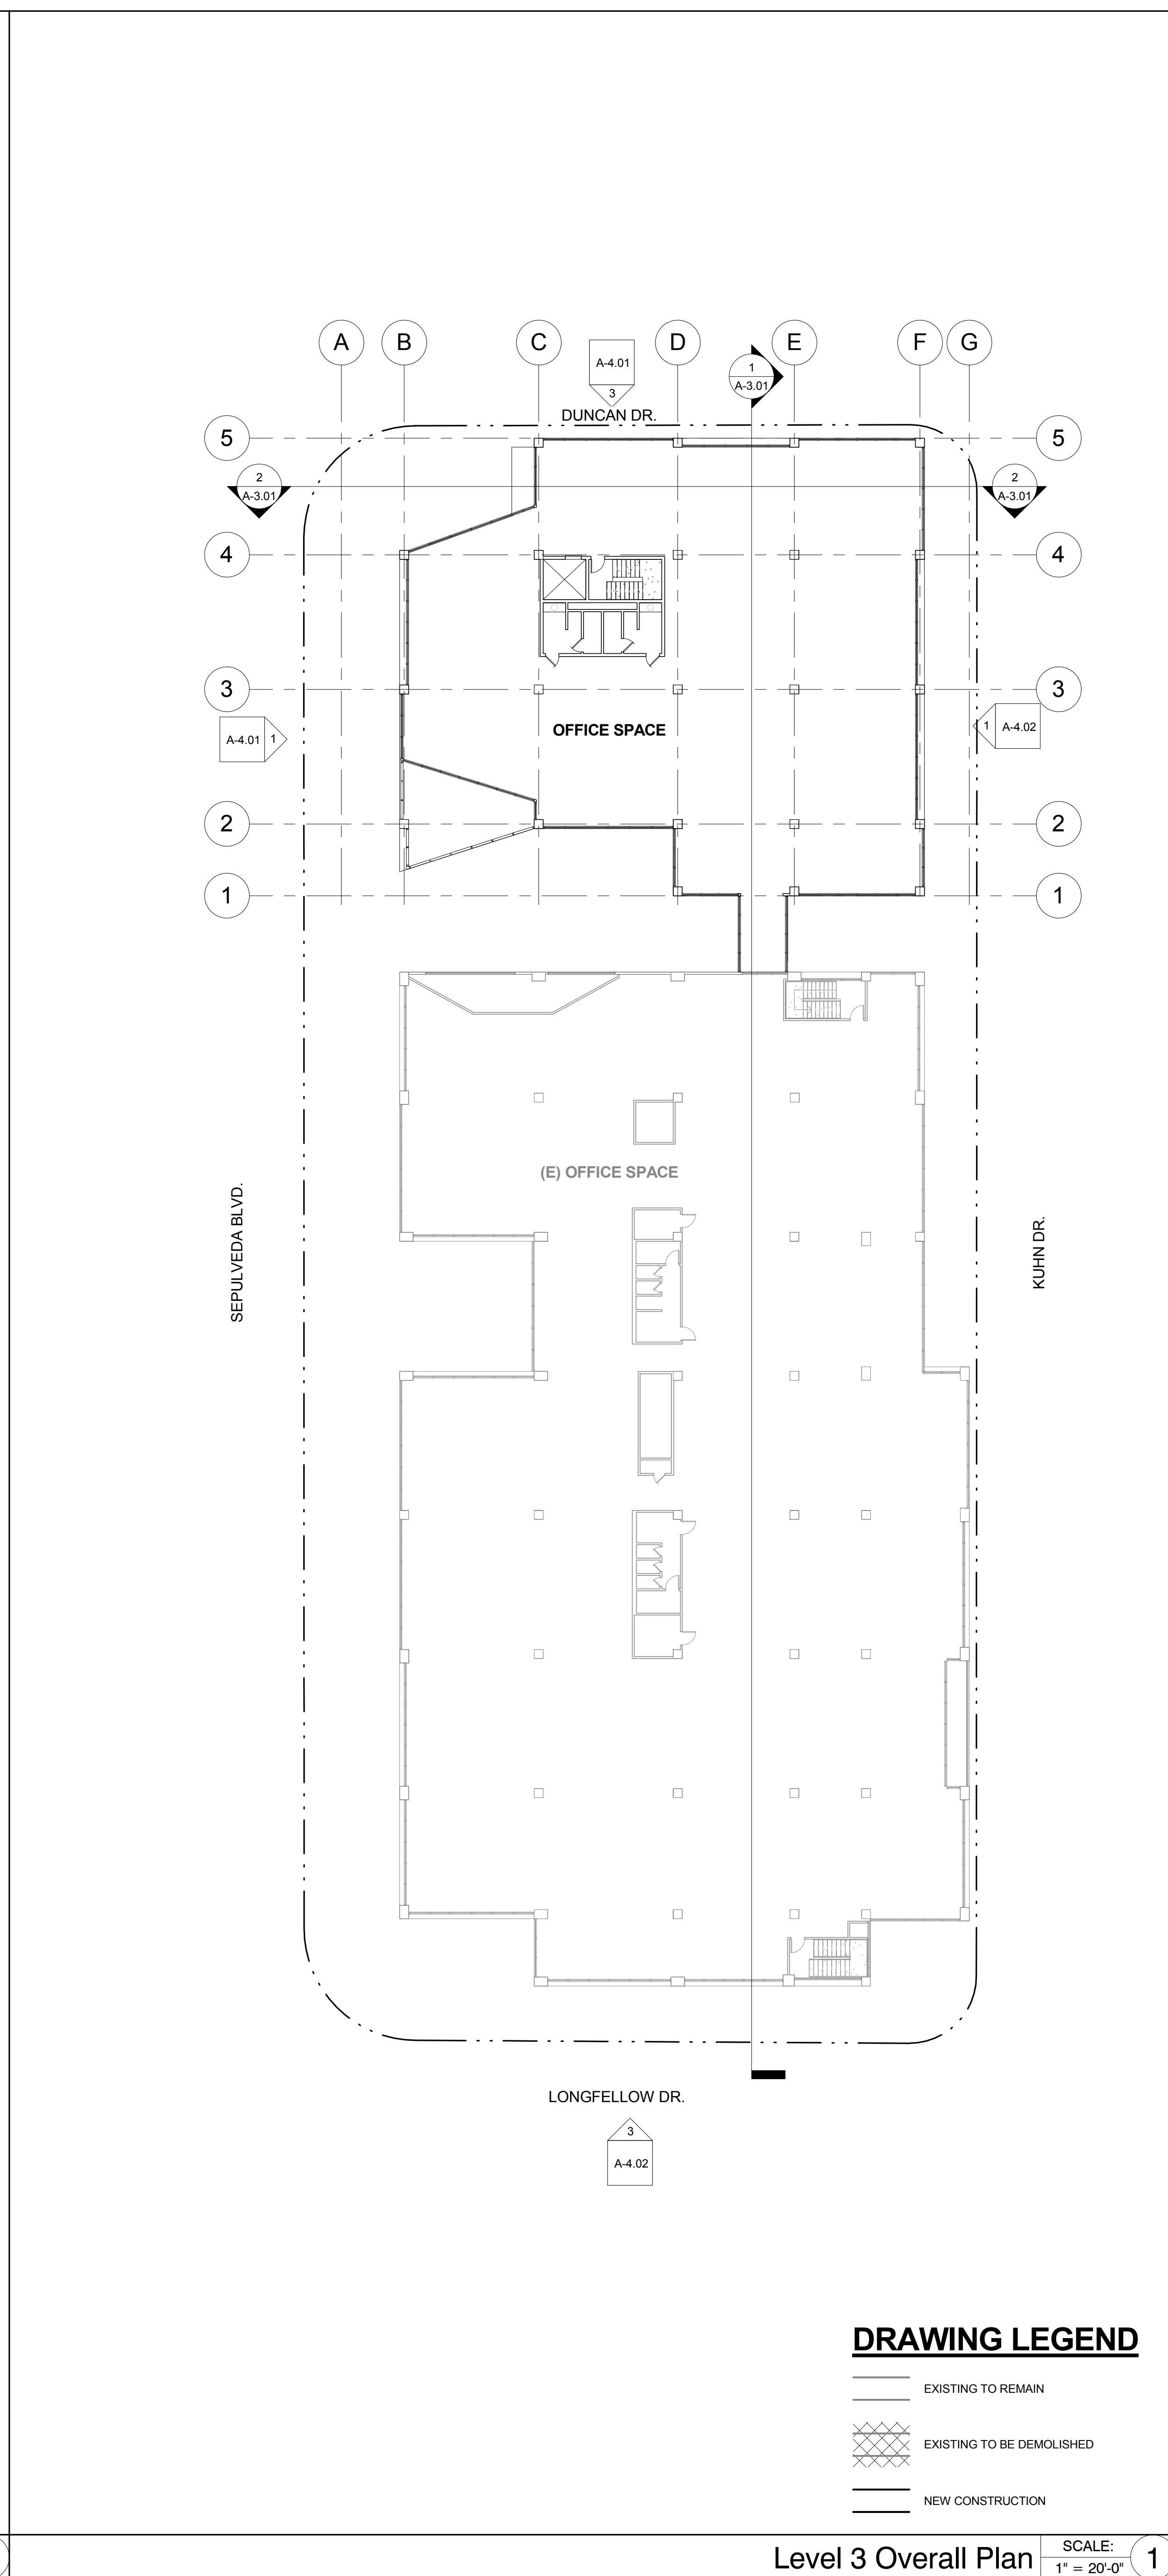 A B C D E F G
A-4.01
3
1
A-3.01
DUNCAN DR.
5 5
2 2
A-3.01 A-3.01
4 4
3 3
A-4.01 1
OFFICE SPACE
1 A-4.02
2 2
1 1
(E) OFFICE SPACE
SEPULVEDA BLVD.
KUHN DR.
LONGFELLOW DR.
3
A-4.02
DRAWING LEGEND
EXISTING TO REMAIN
EXISTING TO BE DEMOLISHED
NEW CONSTRUCTION
Level 3 Overall Plan
SCALE:
1" = 20'-0"
1